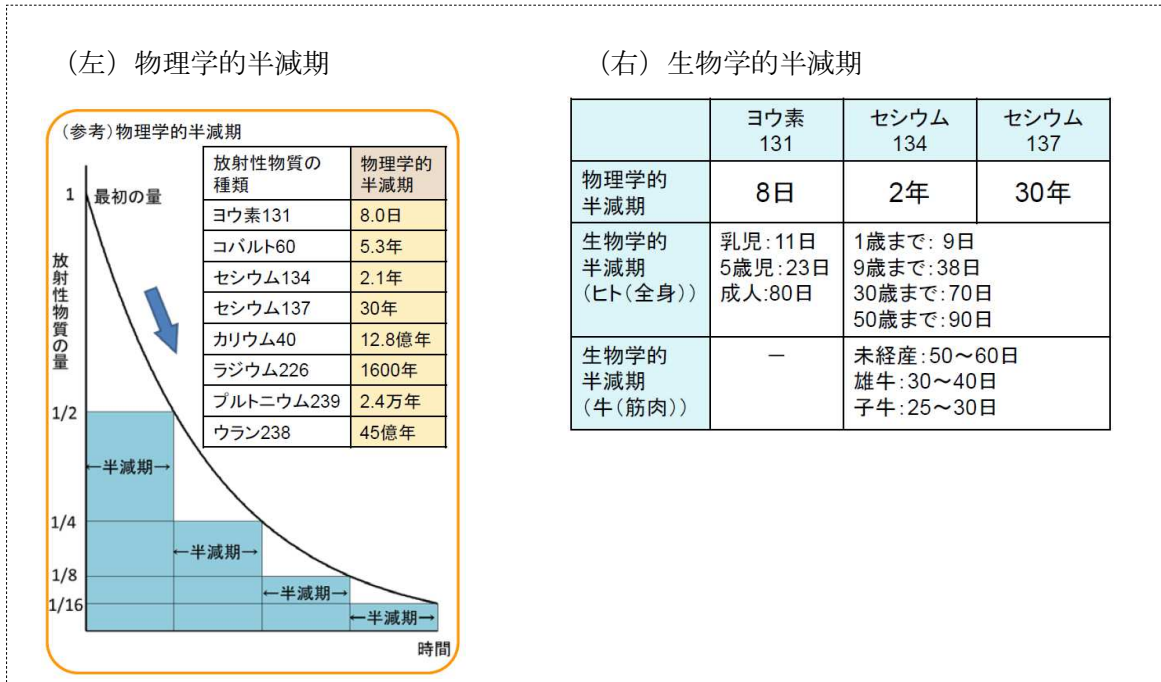 （左）物理学的半減期
(参考)物理学的半減期
放射性物質の種類 物理学的半減期
ヨウ素131 8.0日
コバルト60 5.3年
セシウム134 2.1年
セシウム137 30年
カリウム40 12.8億年
ラジウム226 1600年
プルトニウム239 2.4万年
ウラン238 45億年
1 最初の量
放射性物質の量
1/2
←半減期→
1/4
←半減期→
1/8
←半減期→
1/16
←半減期→
時間
（右）生物学的半減期
ヨウ素131 セシウム134 セシウム137
物理学的半減期 8日 2年 30年
生物学的半減期(ヒト(全身))
乳児:11日
5歳児:23日
成人:80日
1歳まで: 9日
9歳まで:38日
30歳まで:70日
50歳まで:90日
生物学的半減期(牛(筋肉))
－
未経産:50～60日
雄牛:30～40日
子牛:25～30日